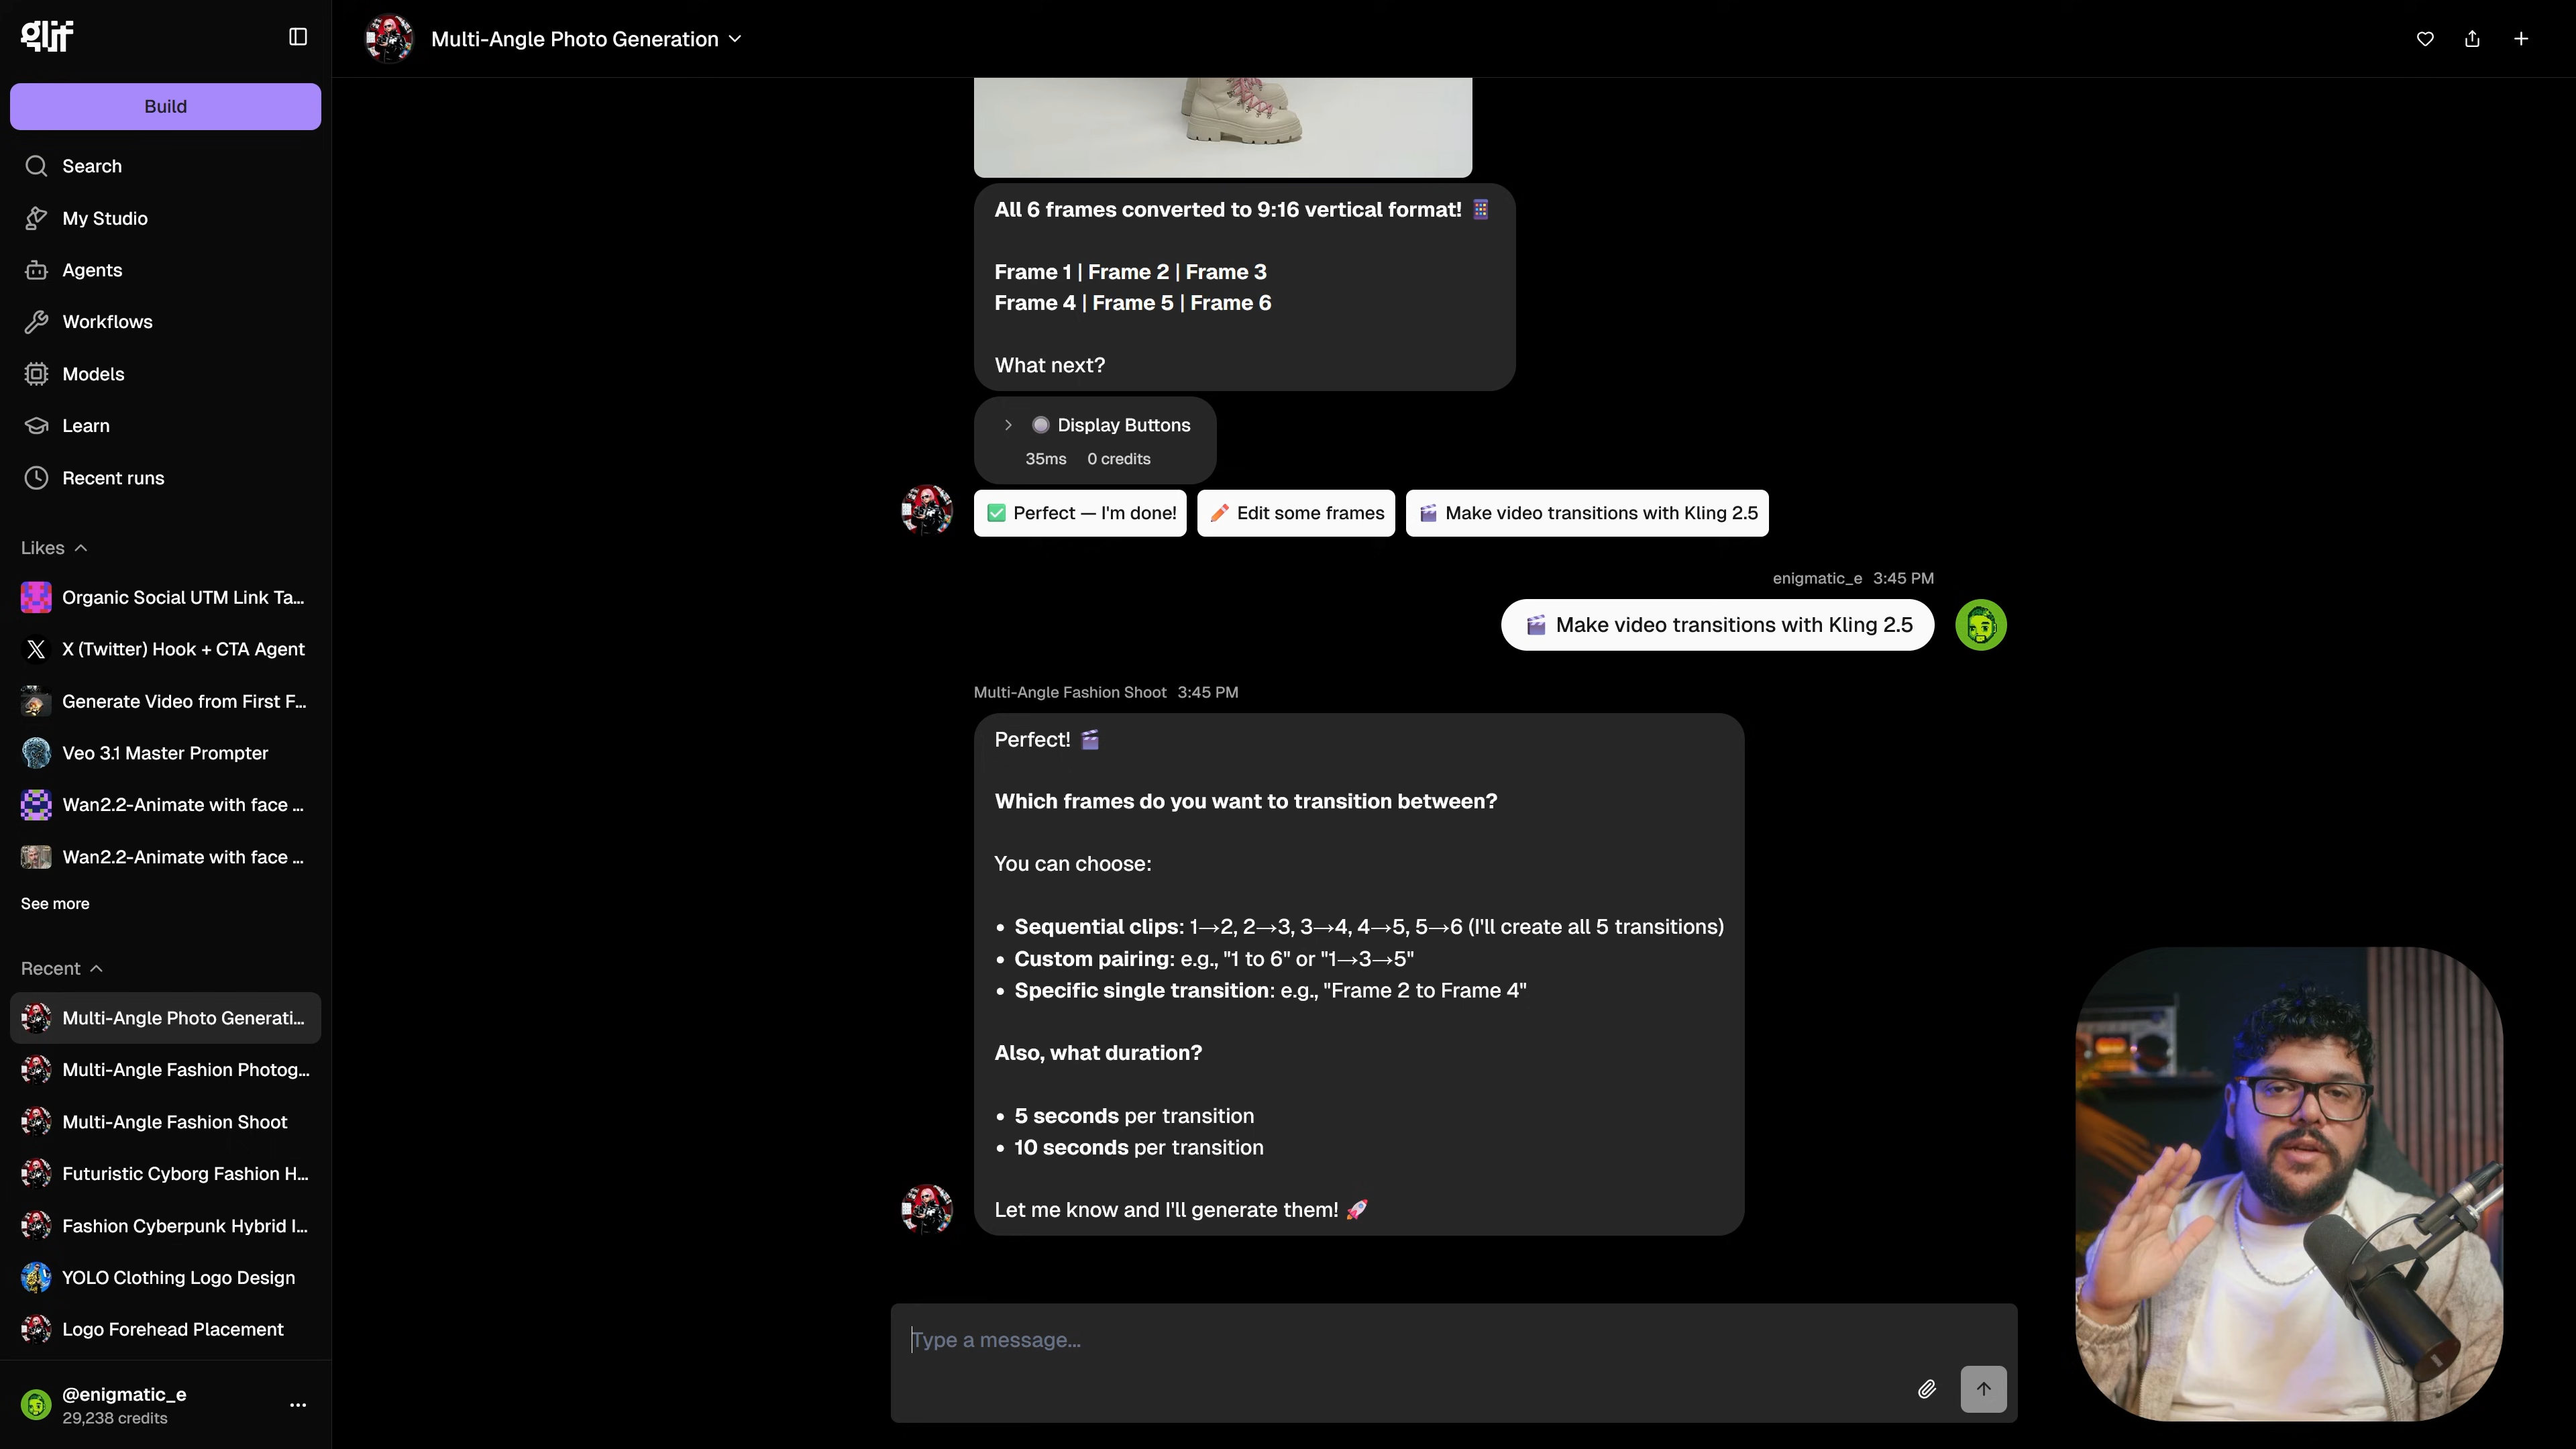 glif
Build
Search
My Studio
Agents
Workflows
Models
Learn
Recent runs
Likes
Organic Social UTM Link Ta...
X (Twitter) Hook + CTA Agent
Generate Video from First F...
Veo 3.1 Master Prompter
Wan2.2-Animate with face ...
Wan2.2-Animate with face ...
See more
Recent
Multi-Angle Photo Generati...
Multi-Angle Fashion Photog...
Multi-Angle Fashion Shoot
Futuristic Cyborg Fashion H...
Fashion Cyberpunk Hybrid I...
YOLO Clothing Logo Design
Logo Forehead Placement
@enigmatic_e
29,238 credits
Multi-Angle Photo Generation
All 6 frames converted to 9:16 vertical format! 📱
Frame 1 | Frame 2 | Frame 3
Frame 4 | Frame 5 | Frame 6
What next?
Display Buttons
35ms 0 credits
✅ Perfect — I'm done! ✏️ Edit some frames 🎬 Make video transitions with Kling 2.5
enigmatic_e 3:45 PM
🎬 Make video transitions with Kling 2.5
Multi-Angle Fashion Shoot 3:45 PM
Perfect! 🎬
Which frames do you want to transition between?
You can choose:
• Sequential clips: 1→2, 2→3, 3→4, 4→5, 5→6 (I'll create all 5 transitions)
• Custom pairing: e.g., "1 to 6" or "1→3→5"
• Specific single transition: e.g., "Frame 2 to Frame 4"
Also, what duration?
• 5 seconds per transition
• 10 seconds per transition
Let me know and I'll generate them! 🚀
Type a message...